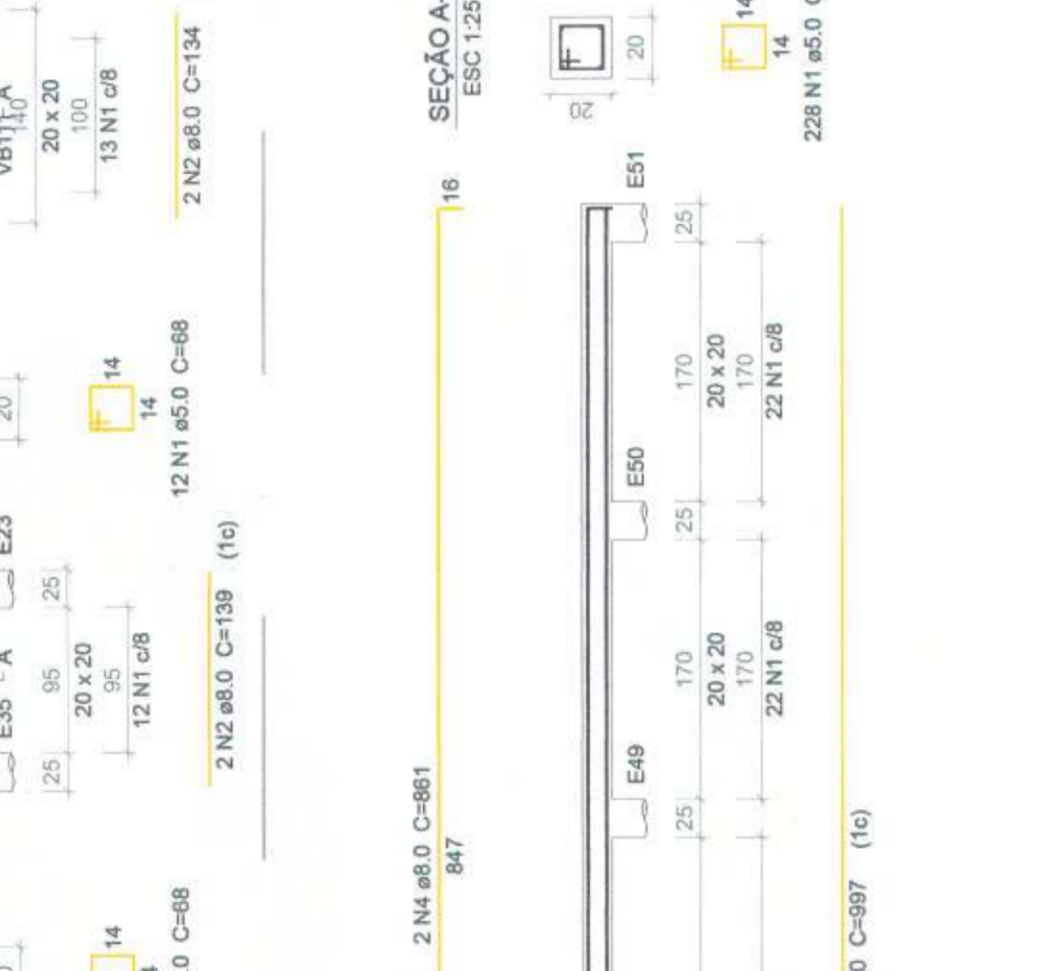 140
20 x 20
100
13 N1 c/8
2 N2 ø8.0 C=134
20
14
14
12 N1 ø5.0 C=68
E23
E35
A
25
95
25
20 x 20
95
12 N1 c/8
2 N2 ø8.0 C=139 (1c)
14
C=68
SEÇÃO A-
ESC 1:25
20
20
14
14
228 N1 ø5.0
16
2 N4 ø8.0 C=861
847
E51
E50
E49
25
170
25
170
25
20 x 20
20 x 20
170
170
22 N1 c/8
22 N1 c/8
C=997 (1c)